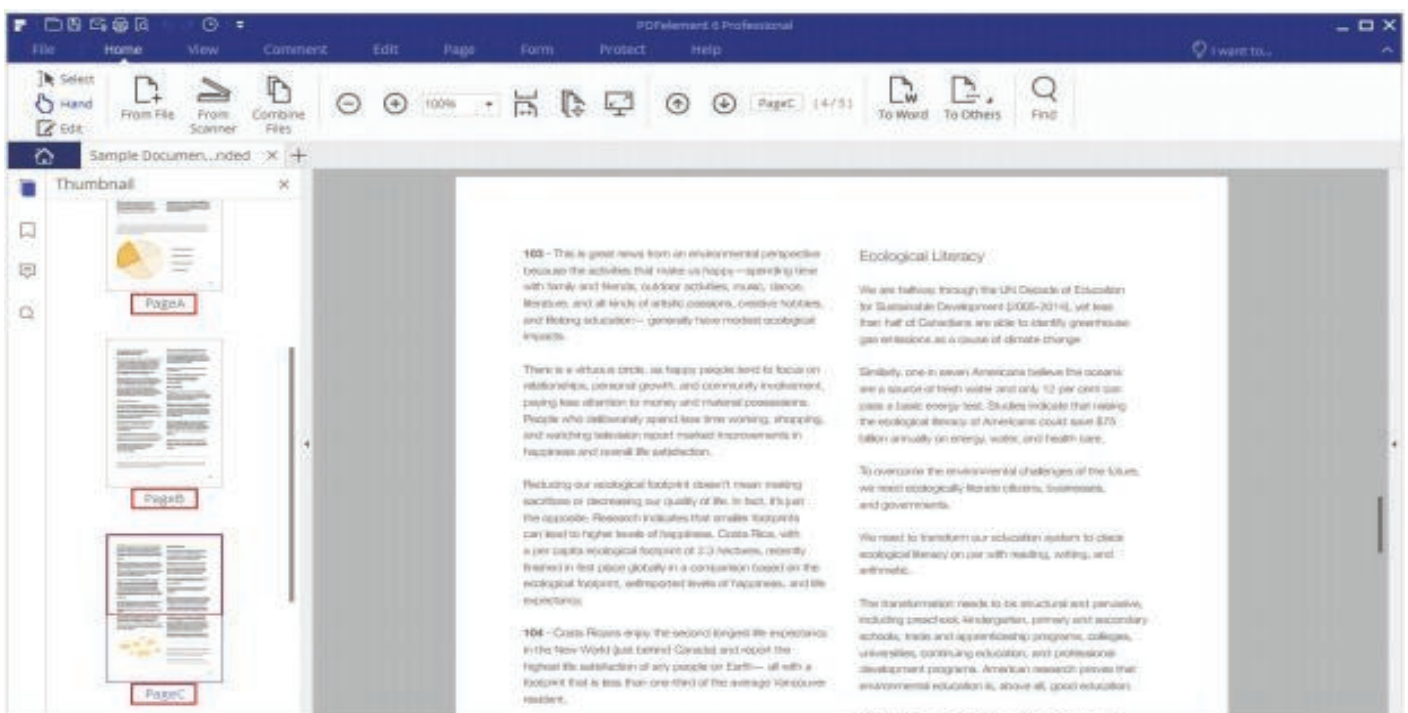 PDFelement 6 Professional
File Home View Comment Edit Page Form Protect Help I want to...
Select
Hand
Edit
From File
From Scanner
Combine Files
100%
PageC (4/5)
To Word
To Others
Find
Sample Documen...nded
Thumbnail
PageA
PageB
PageC
103 - This is great news from an environmental perspective
because the activities that make us happy—spending time
with family and friends, outdoor activities, music, dance,
literature, and all kinds of artistic passions, creative hobbies,
and lifelong education— generally have modest ecological
impacts.
There is a virtuous circle, as happy people tend to focus on
relationships, personal growth, and community involvement,
paying less attention to money and material possessions.
People who deliberately spend less time working, shopping,
and watching television report marked improvements in
happiness and overall life satisfaction.
Reducing our ecological footprint doesn't mean making
sacrifices or decreasing our quality of life. In fact, it's just
the opposite. Research indicates that smaller footprints
can lead to higher levels of happiness. Costa Rica, with
a per capita ecological footprint of 2.3 hectares, recently
finished in first place globally in a comparison based on the
ecological footprint, selfreported levels of happiness, and life
expectancy.
104 - Costa Ricans enjoy the second longest life expectancy
in the New World (just behind Canada) and report the
highest life satisfaction of any people on Earth— all with a
footprint that is less than one-third of the average Vancouver
resident.
Ecological Literacy
We are halfway through the UN Decade of Education
for Sustainable Development [2005-2014], yet less
than half of Canadians are able to identify greenhouse
gas emissions as a cause of climate change
Similarly, one in seven Americans believe the oceans
are a source of fresh water and only 12 per cent can
pass a basic energy test. Studies indicate that raising
the ecological literacy of Americans could save $75
billion annually on energy, water, and health care.
To overcome the environmental challenges of the future,
we need ecologically literate citizens, businesses,
and governments.
We need to transform our education system to place
ecological literacy on par with reading, writing, and
arithmetic.
The transformation needs to be structural and pervasive,
including preschool, kindergarten, primary and secondary
schools, trade and apprenticeship programs, colleges,
universities, continuing education, and professional
development programs. American research proves that
environmental education is, above all, good education